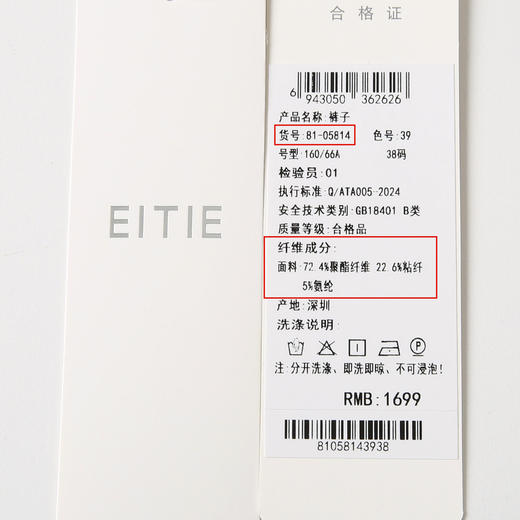 EITIE
合格证
6 943050 362626
产品名称:裤子
货号:81-05814 色号:39
号型:160/66A 38码
检验员:01
执行标准:Q/ATA005-2024
安全技术类别:GB18401 B类
质量等级:合格品
纤维成分:
面料:72.4%聚酯纤维 22.6%粘纤
5%氨纶
产地:深圳
洗涤说明:
P
注:分开洗涤、即洗即晾、不可浸泡!
RMB:1699
81058143938